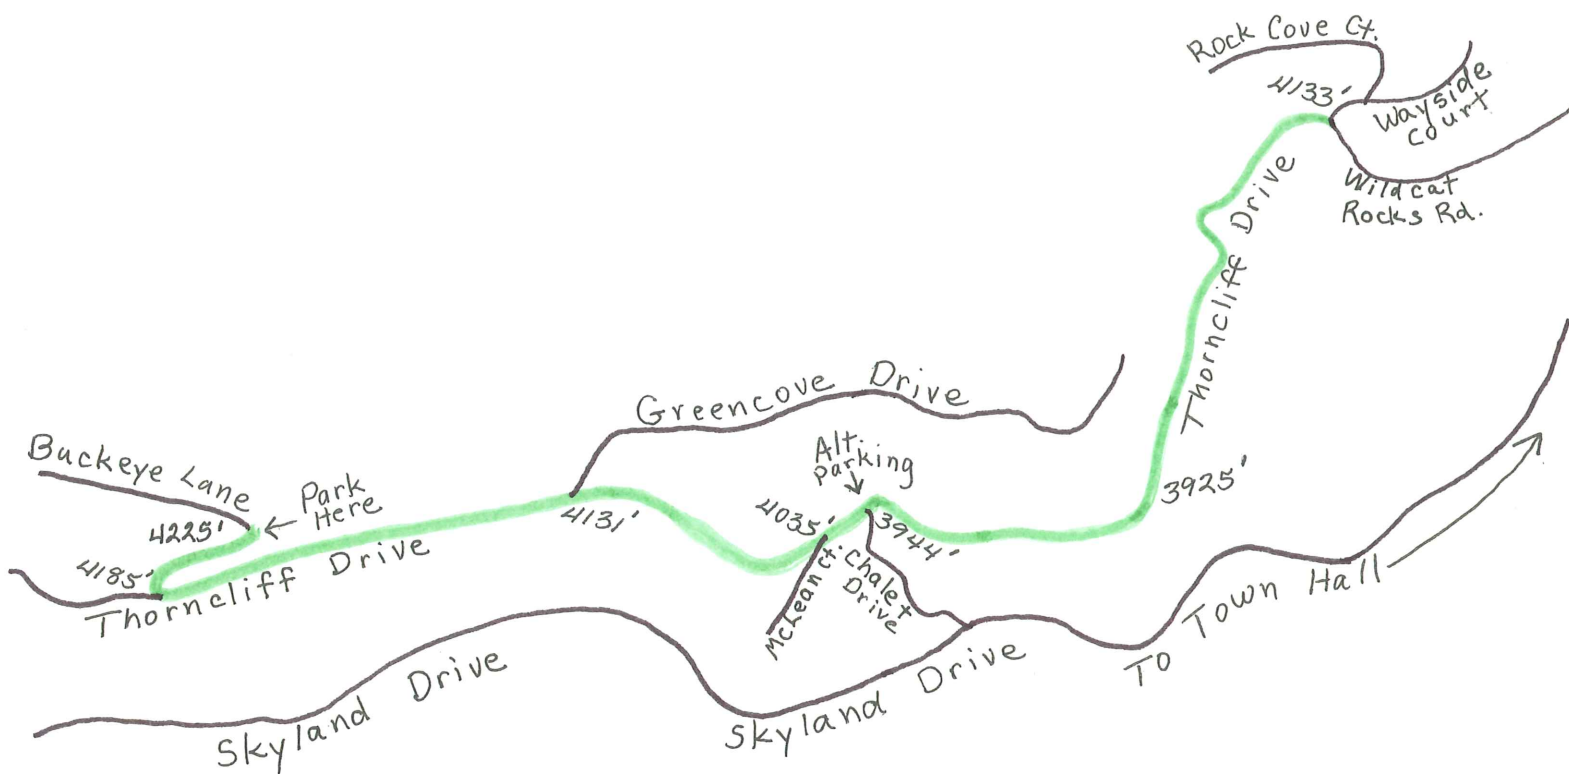 Rock Cove Ct.
4133'
Wayside
Court
Wildcat
Rocks Rd.
Thorncliff Drive
Greencove Drive
Alt.
Parking
Buckeye Lane
Park
Here
4225'
4131'
4035'
3944'
3925'
4185'
Thorncliff Drive
McLean Ct.
Chalet
Drive
To Town Hall
Skyland Drive
Skyland Drive